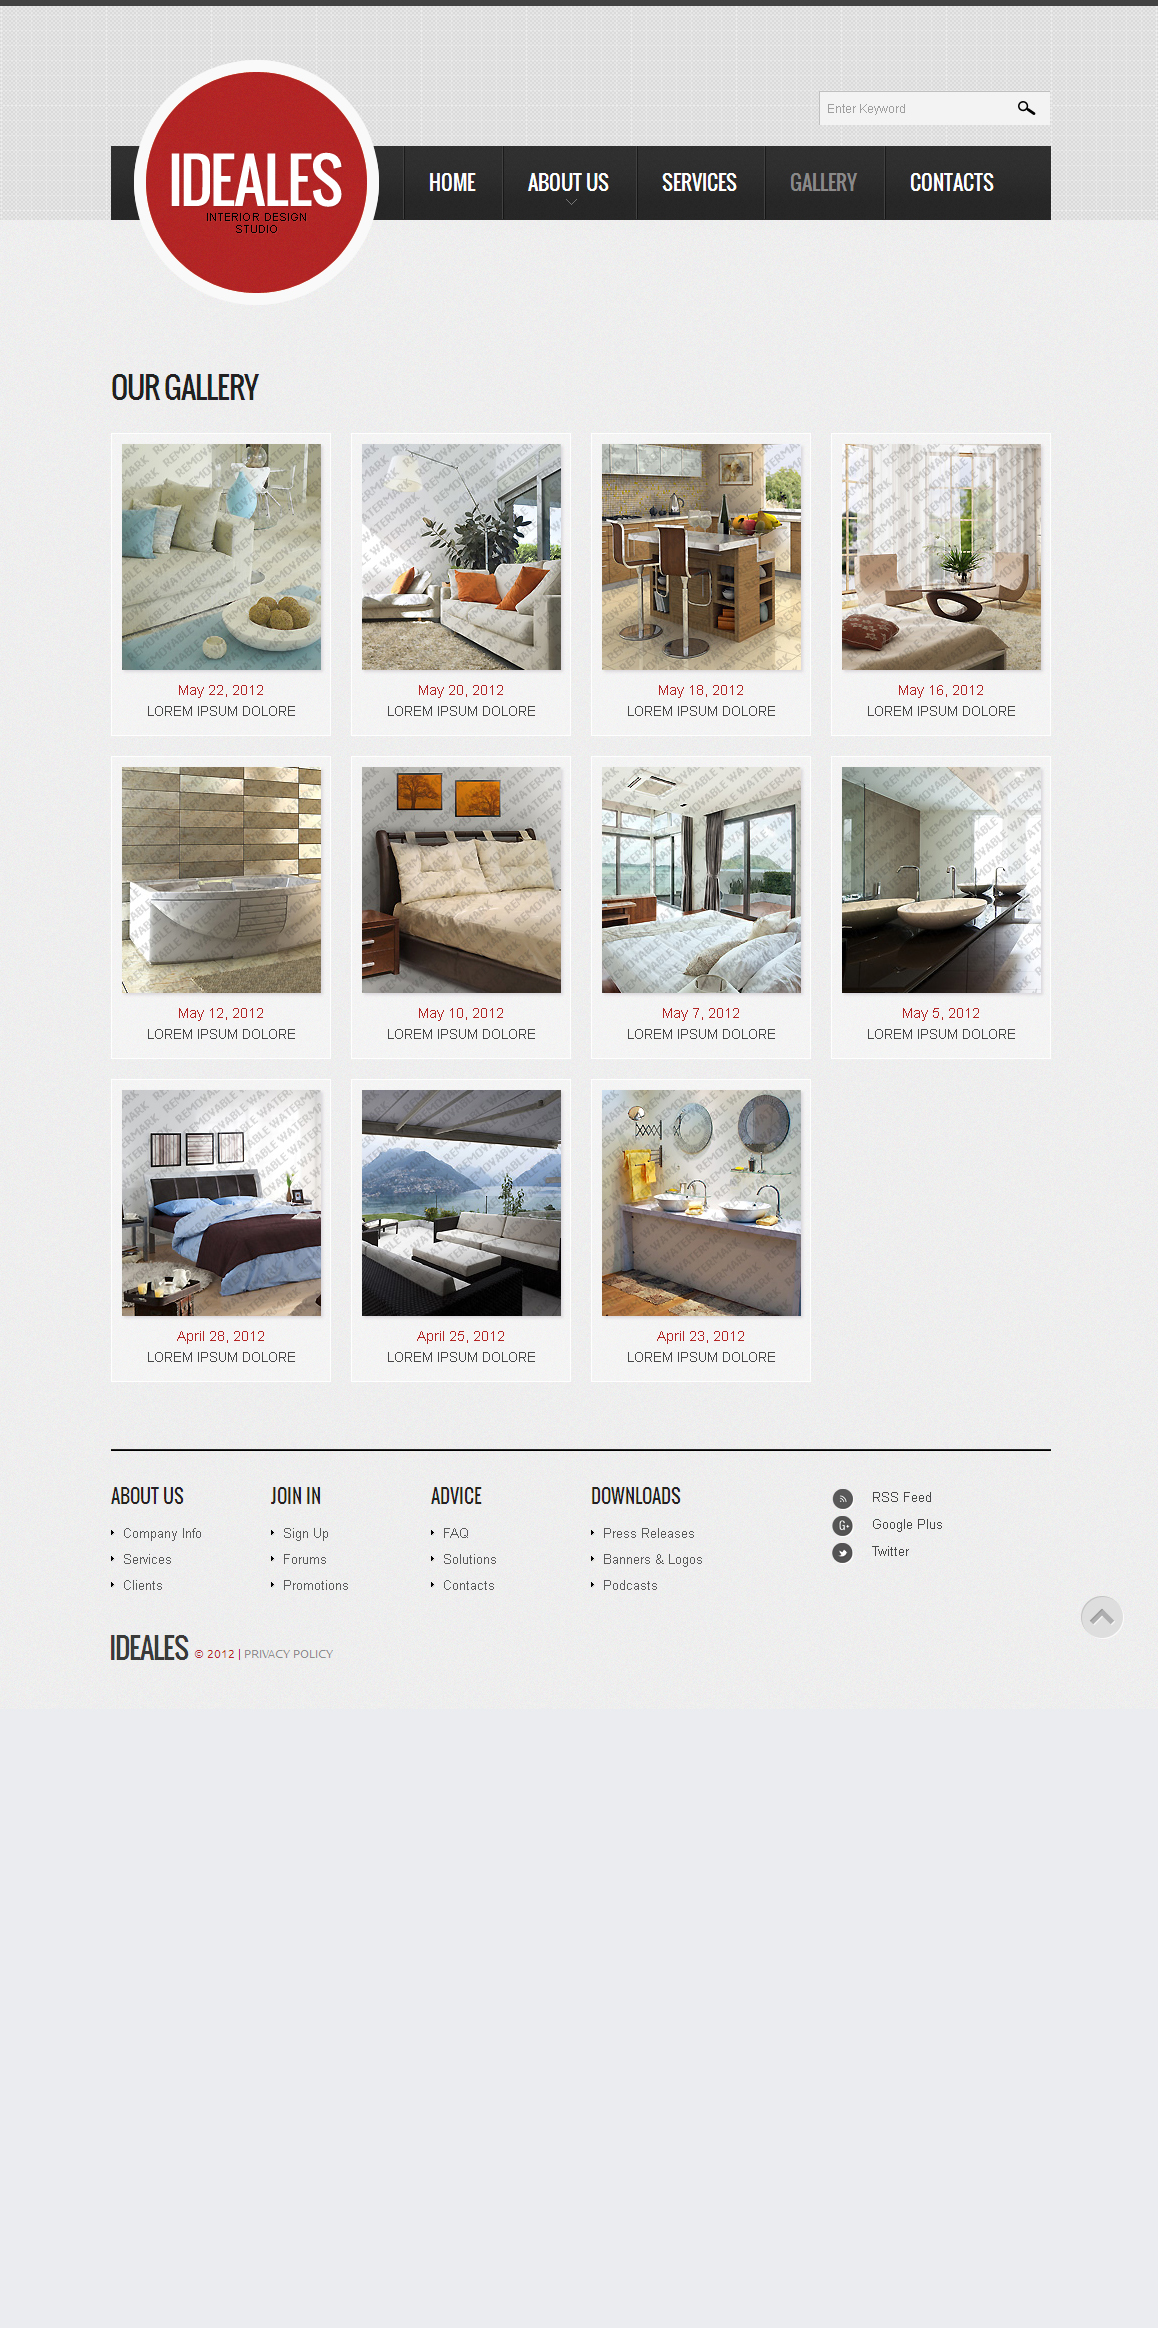 Enter Keyword
IDEALES
INTERIOR DESIGN
STUDIO
HOME
ABOUT US
SERVICES
GALLERY
CONTACTS
OUR GALLERY
May 22, 2012
LOREM IPSUM DOLORE
May 20, 2012
LOREM IPSUM DOLORE
May 18, 2012
LOREM IPSUM DOLORE
May 16, 2012
LOREM IPSUM DOLORE
May 12, 2012
LOREM IPSUM DOLORE
May 10, 2012
LOREM IPSUM DOLORE
May 7, 2012
LOREM IPSUM DOLORE
May 5, 2012
LOREM IPSUM DOLORE
April 28, 2012
LOREM IPSUM DOLORE
April 25, 2012
LOREM IPSUM DOLORE
April 23, 2012
LOREM IPSUM DOLORE
ABOUT US
Company Info
Services
Clients
JOIN IN
Sign Up
Forums
Promotions
ADVICE
FAQ
Solutions
Contacts
DOWNLOADS
Press Releases
Banners & Logos
Podcasts
RSS Feed
Google Plus
Twitter
IDEALES © 2012 | PRIVACY POLICY